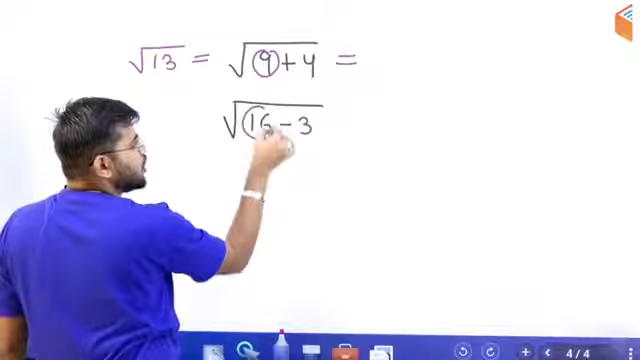 √13 = √9+4 =
√16-3
4/4